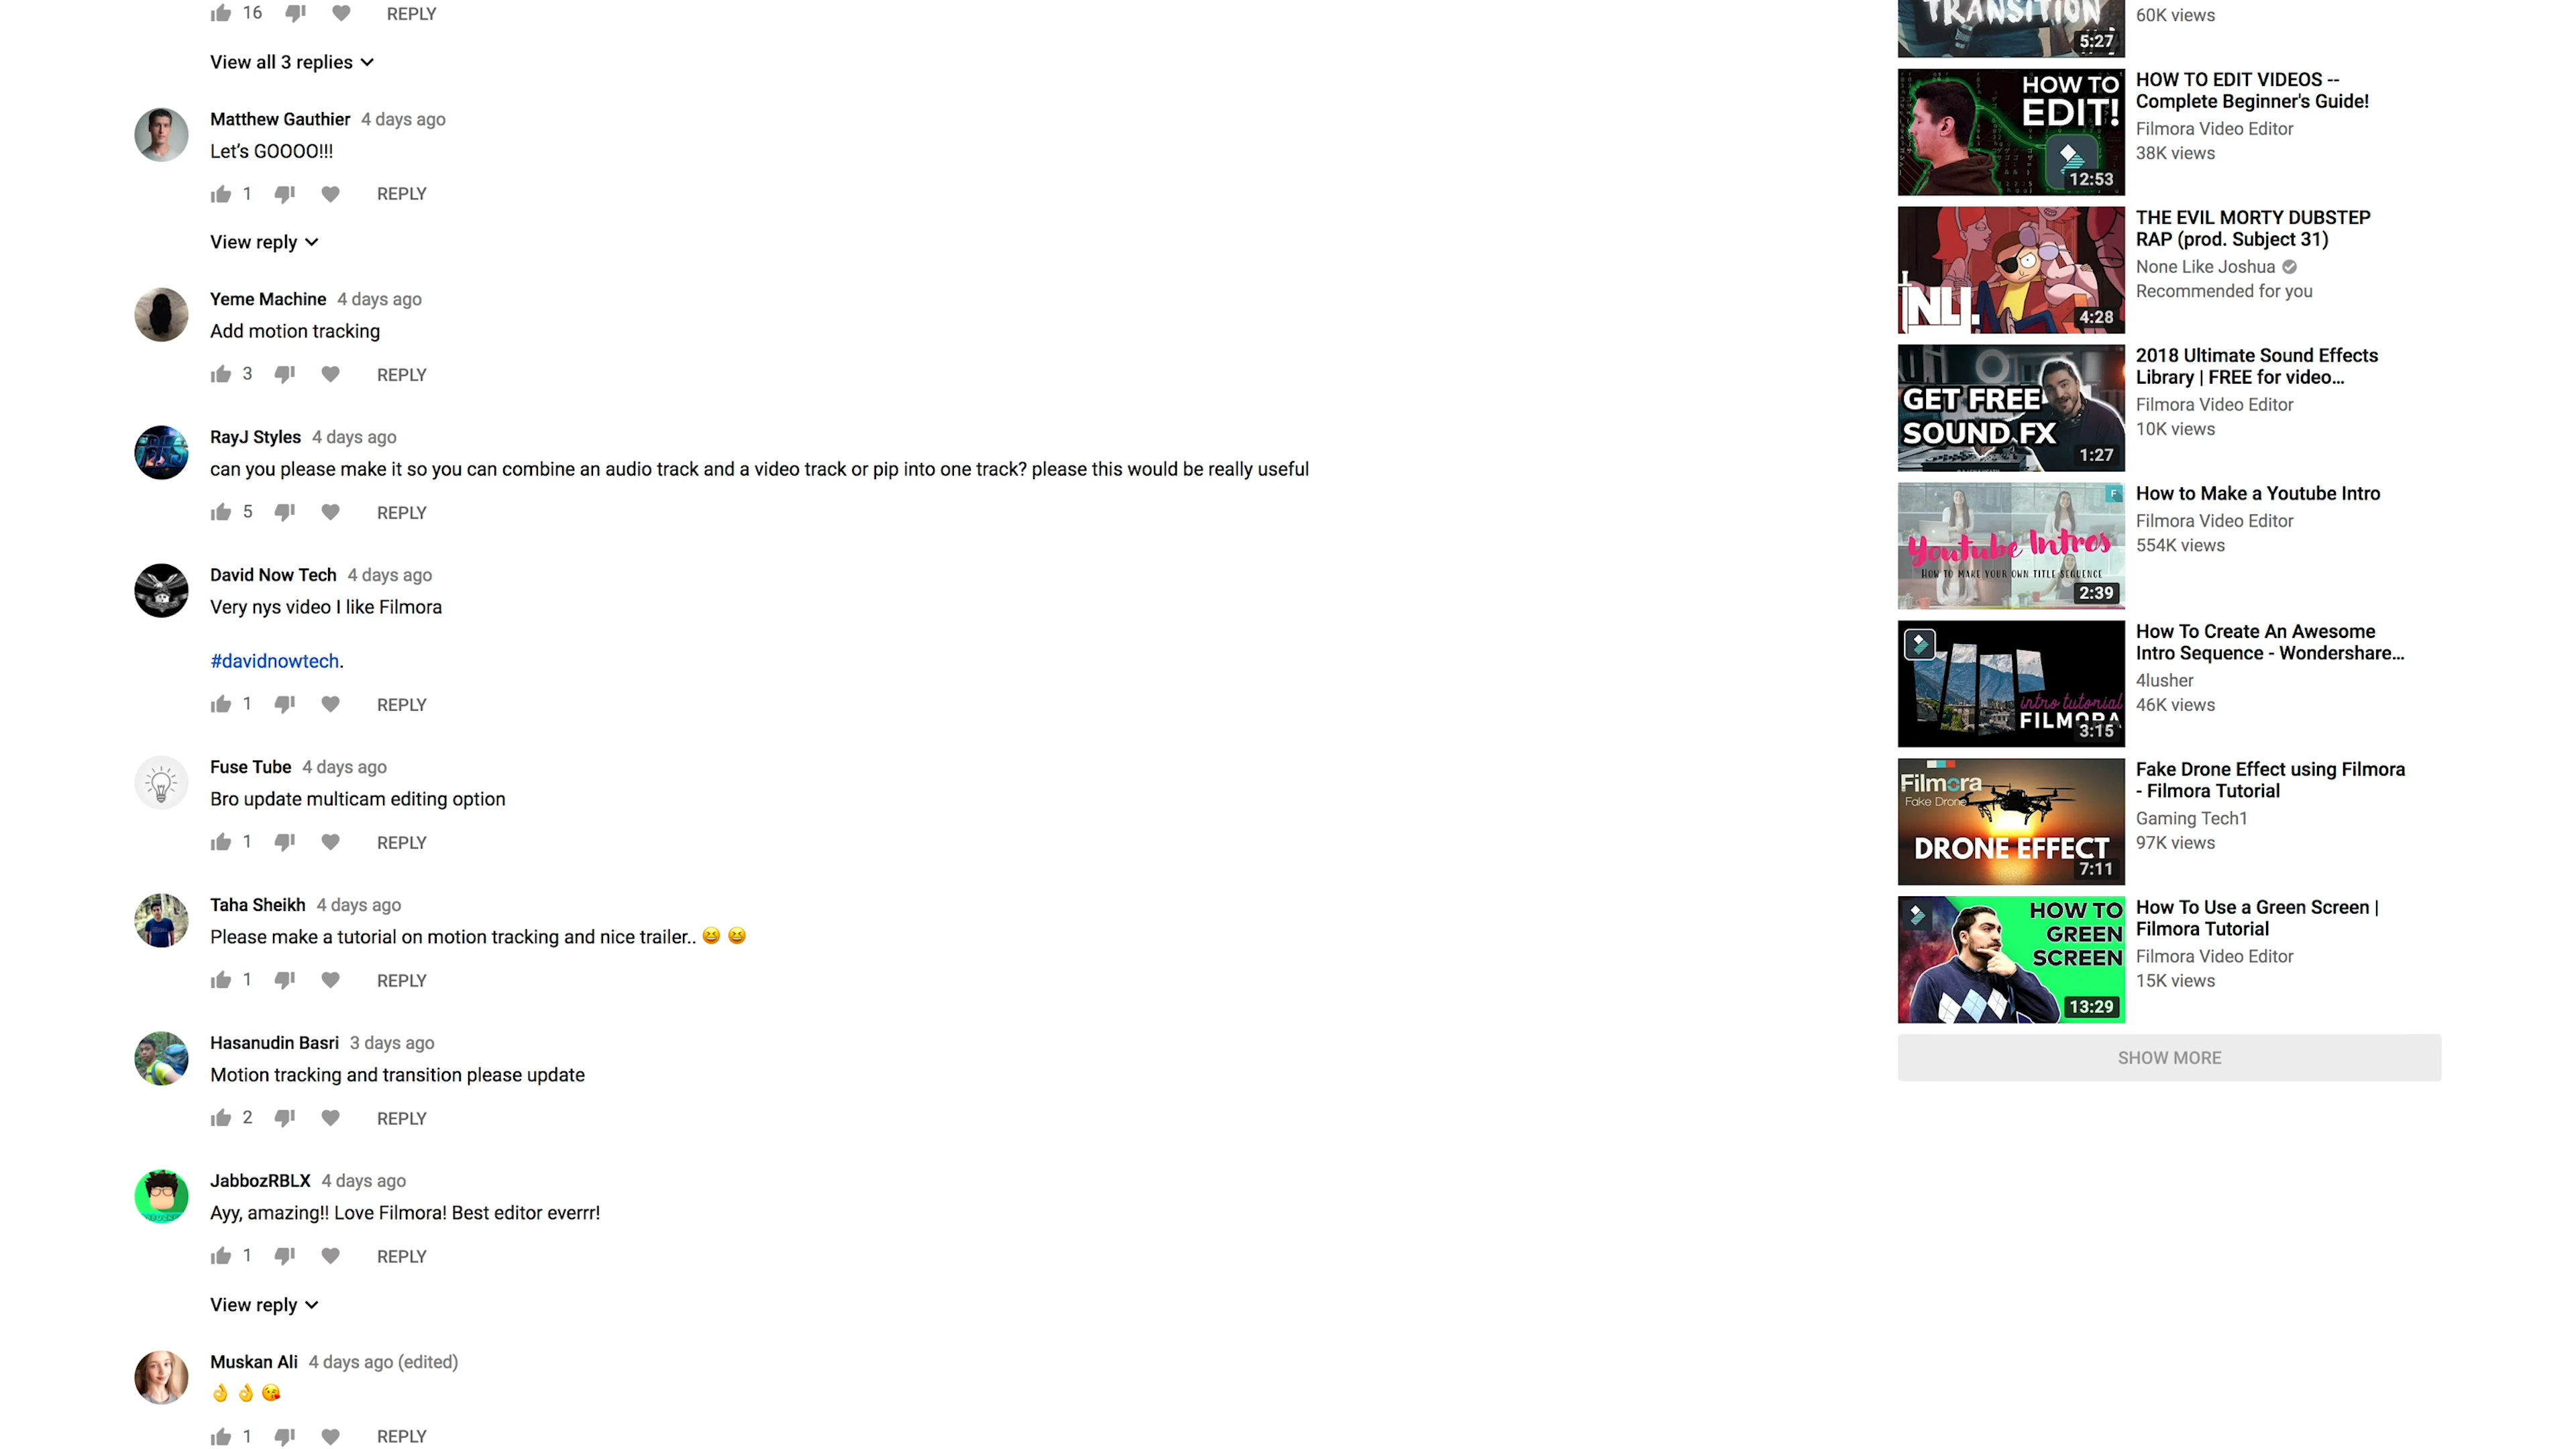 16 REPLY
View all 3 replies
Matthew Gauthier 4 days ago
Let's GOOOO!!!
1 REPLY
View reply
Yeme Machine 4 days ago
Add motion tracking
3 REPLY
RayJ Styles 4 days ago
can you please make it so you can combine an audio track and a video track or pip into one track? please this would be really useful
5 REPLY
David Now Tech 4 days ago
Very nys video I like Filmora
#davidnowtech.
1 REPLY
Fuse Tube 4 days ago
Bro update multicam editing option
1 REPLY
Taha Sheikh 4 days ago
Please make a tutorial on motion tracking and nice trailer.. 😆 😆
1 REPLY
Hasanudin Basri 3 days ago
Motion tracking and transition please update
2 REPLY
JabbozRBLX 4 days ago
Ayy, amazing!! Love Filmora! Best editor everrr!
1 REPLY
View reply
Muskan Ali 4 days ago (edited)
👌 👌 😘
1 REPLY
TRANSITION
5:27
60K views
HOW TO
EDIT!
12:53
HOW TO EDIT VIDEOS --
Complete Beginner's Guide!
Filmora Video Editor
38K views
NLJ.
4:28
THE EVIL MORTY DUBSTEP
RAP (prod. Subject 31)
None Like Joshua
Recommended for you
GET FREE
SOUND FX
1:27
2018 Ultimate Sound Effects
Library | FREE for video...
Filmora Video Editor
10K views
F
Youtube Intros
HOW TO MAKE YOUR OWN TITLE SEQUENCE
2:39
How to Make a Youtube Intro
Filmora Video Editor
554K views
intro tutorial
FILMORA
3:15
How To Create An Awesome
Intro Sequence - Wondershare...
4lusher
46K views
Filmora
Fake Drone
DRONE EFFECT
7:11
Fake Drone Effect using Filmora
- Filmora Tutorial
Gaming Tech1
97K views
HOW TO
GREEN
SCREEN
13:29
How To Use a Green Screen |
Filmora Tutorial
Filmora Video Editor
15K views
SHOW MORE